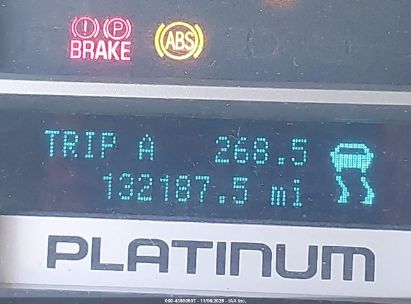 ! P
BRAKE
ABS
TRIP A 268.5
132187.5 mi
PLATINUM